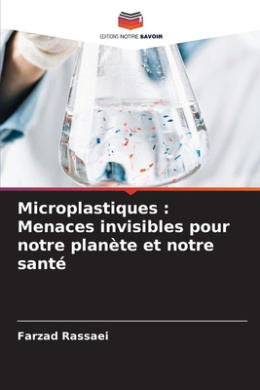 EDITIONS NOTRE SAVOIR
Microplastiques :
Menaces invisibles pour
notre planète et notre
santé
Farzad Rassaei